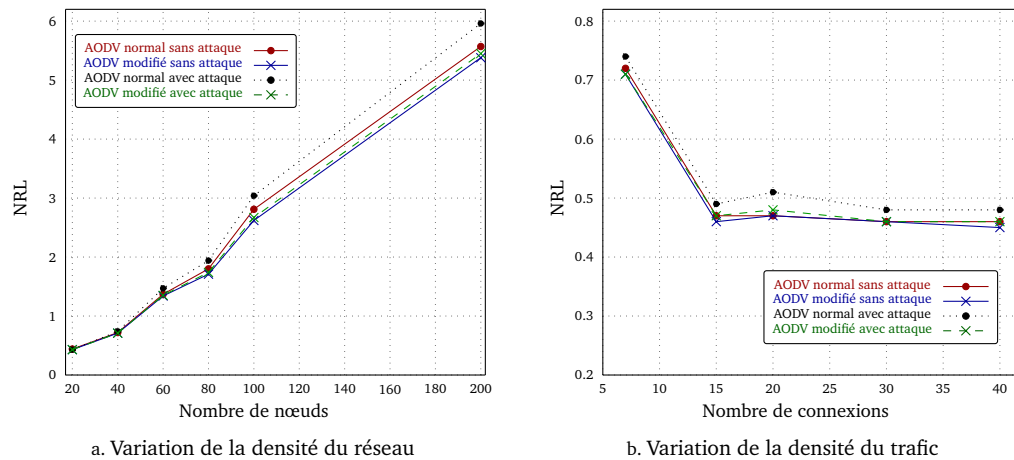 6
5
4
3
2
1
0
20 40 60 80 100 120 140 160 180 200
NRL
Nombre de nœuds
AODV normal sans attaque
AODV modifié sans attaque
AODV normal avec attaque
AODV modifié avec attaque
a. Variation de la densité du réseau
0.8
0.7
0.6
0.5
0.4
0.3
0.2
5 10 15 20 25 30 35 40
NRL
Nombre de connexions
AODV normal sans attaque
AODV modifié sans attaque
AODV normal avec attaque
AODV modifié avec attaque
b. Variation de la densité du trafic